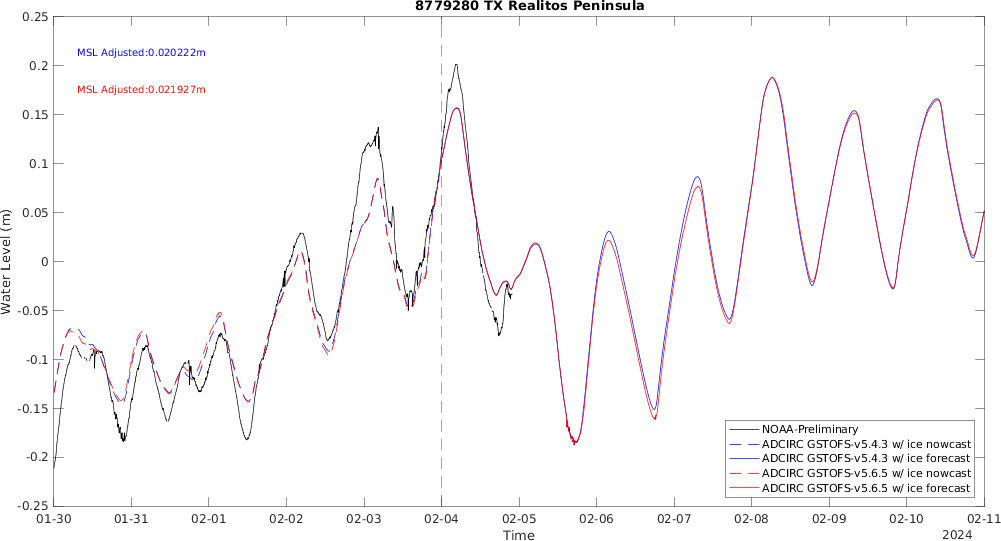 8779280 TX Realitos Peninsula
0.25
MSL Adjusted:0.020222m
0.2
MSL Adjusted:0.021927m
0.15
0.1
0.05
0
-0.05
-0.1
-0.15
-0.2
-0.25
Water Level (m)
NOAA-Preliminary
ADCIRC GSTOFS-v5.4.3 w/ ice nowcast
ADCIRC GSTOFS-v5.4.3 w/ ice forecast
ADCIRC GSTOFS-v5.6.5 w/ ice nowcast
ADCIRC GSTOFS-v5.6.5 w/ ice forecast
01-30 01-31 02-01 02-02 02-03 02-04 02-05 02-06 02-07 02-08 02-09 02-10 02-11
Time
2024